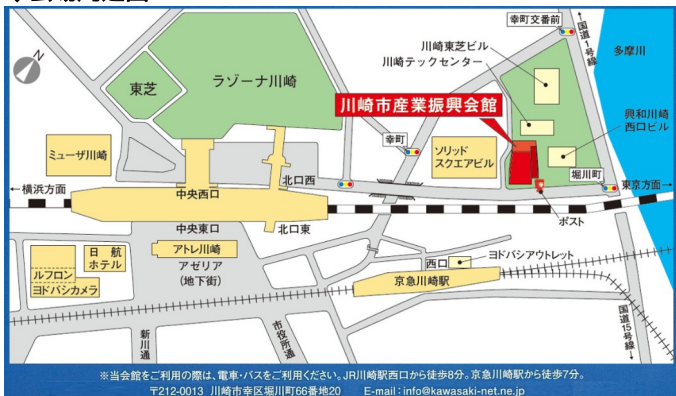 幸町交番前
国道1号線
多摩川
川崎東芝ビル
川崎テックセンター
ラゾーナ川崎
東芝
川崎市産業振興会館
興和川崎
西口ビル
幸町
ソリッド
スクエアビル
ミューザ川崎
堀川町
北口西
←横浜方面
中央西口
東京方面→
ポスト
中央東口
北口東
アトレ川崎
日航
ホテル
アゼリア
(地下街)
ルフロン
ヨドバシカメラ
西口
ヨドバシアウトレット
京急川崎駅
新川通
市役所通
国道15号線
※当会館をご利用の際は、電車・バスをご利用ください。JR川崎駅西口から徒歩8分。京急川崎駅から徒歩7分。
〒212-0013 川崎市幸区堀川町66番地20 E-mail:info@kawasaki-net.ne.jp